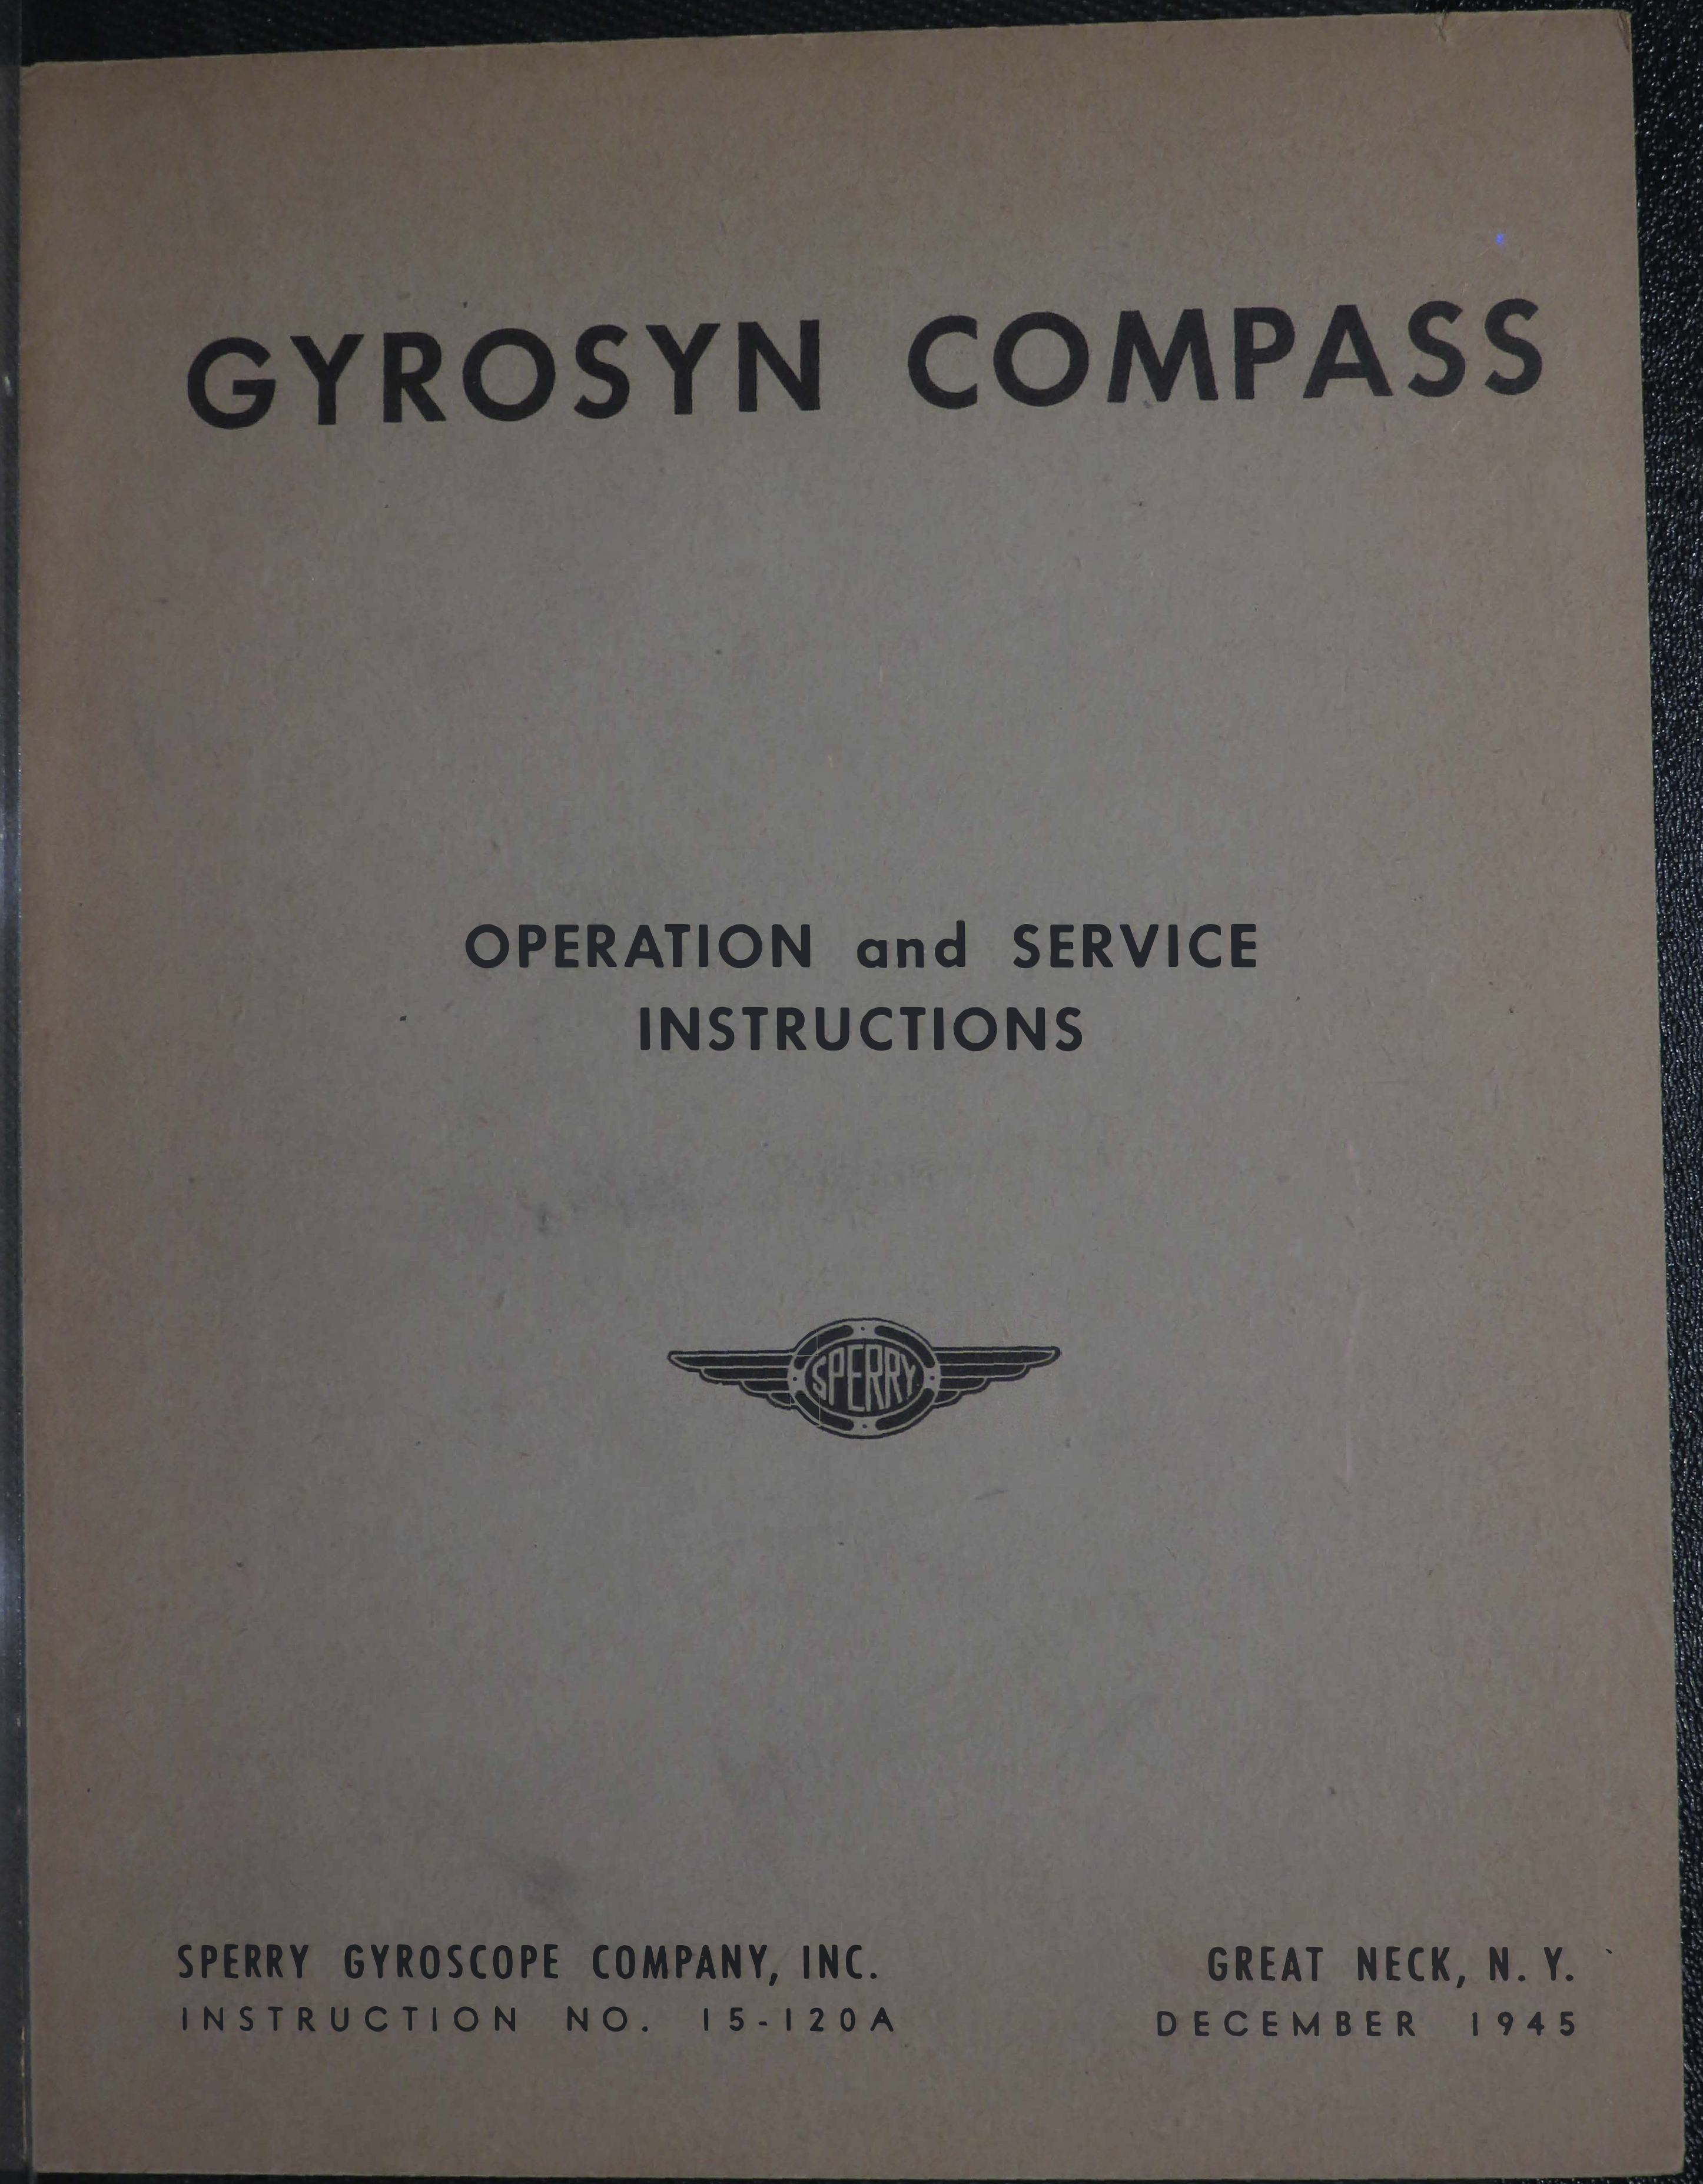 GYROSYN COMPASS
OPERATION and SERVICE
INSTRUCTIONS
SPERRY
SPERRY GYROSCOPE COMPANY, INC.
GREAT NECK, N. Y.
INSTRUCTION NO. 15-120A
DECEMBER 1945